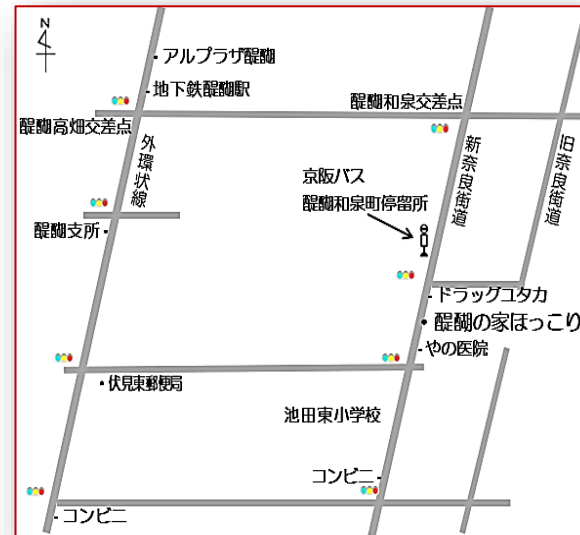 N
アルプラザ醍醐
地下鉄醍醐駅
醍醐和泉交差点
醍醐高畑交差点
外環状線
新奈良街道
旧奈良街道
京阪バス
醍醐和泉町停留所
醍醐支所
ドラッグユタカ
醍醐の家ほっこり
やの医院
伏見東郵便局
池田東小学校
コンビニ
コンビニ